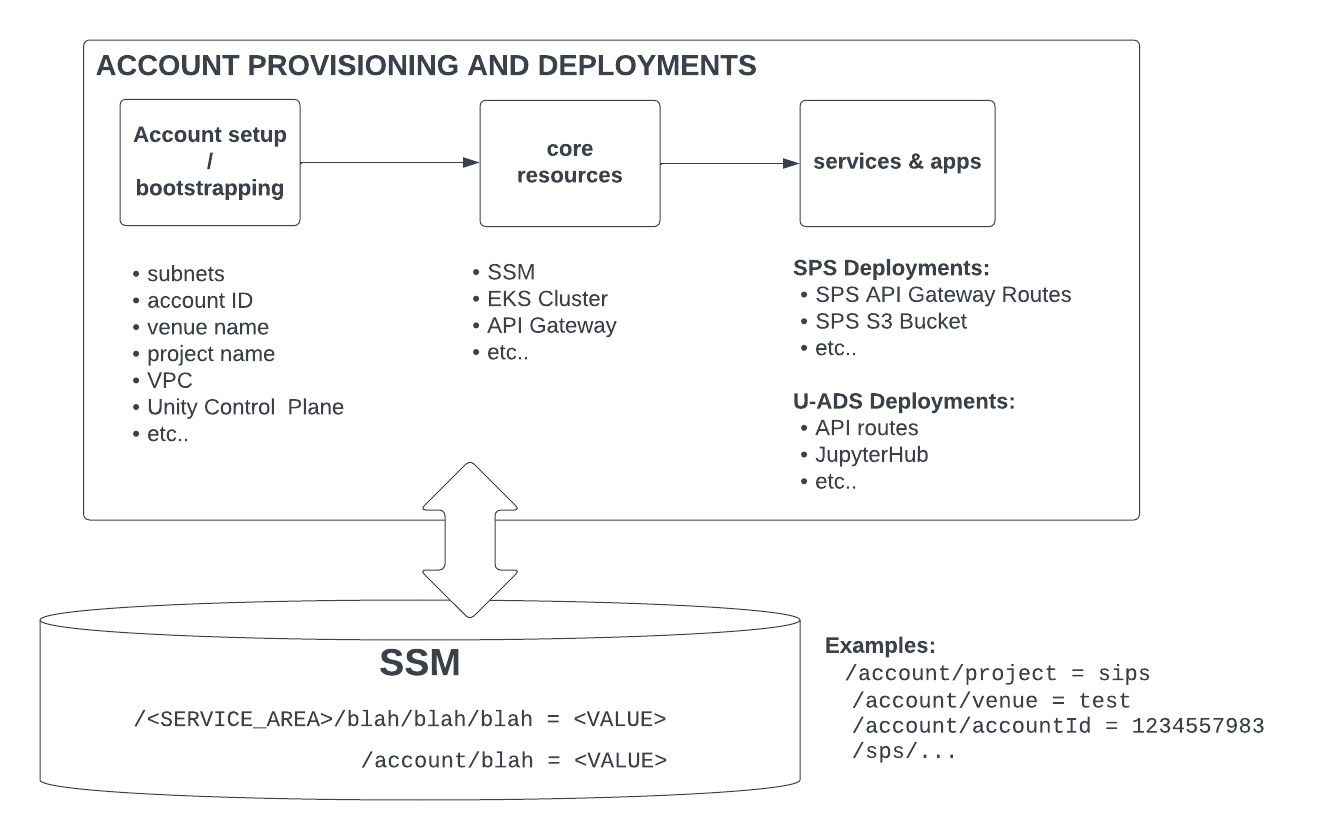 ACCOUNT PROVISIONING AND DEPLOYMENTS
Account setup
/
bootstrapping
core
resources
services & apps
• subnets
• account ID
• venue name
• project name
• VPC
• Unity Control  Plane
• etc..
• SSM
• EKS Cluster
• API Gateway
• etc..
SPS Deployments:
• SPS API Gateway Routes
• SPS S3 Bucket
• etc..
U-ADS Deployments:
• API routes
• JupyterHub
• etc..
SSM
/<SERVICE_AREA>/blah/blah/blah = <VALUE>
/account/blah = <VALUE>
Examples:
/account/project = sips
/account/venue = test
/account/accountId = 1234557983
/sps/...